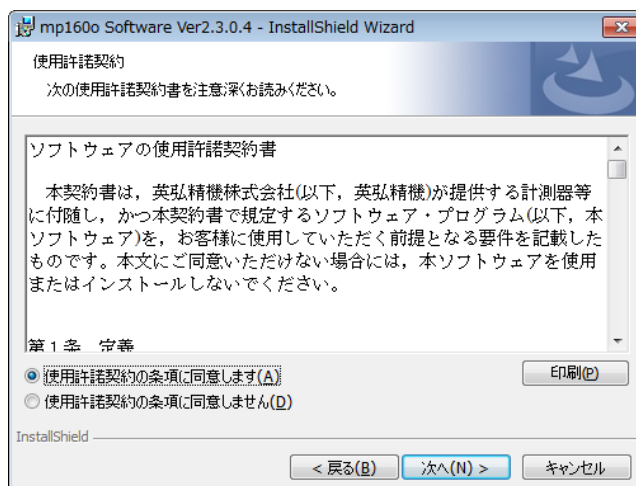 mp160o Software Ver2.3.0.4 - InstallShield Wizard
使用許諾契約
次の使用許諾契約書を注意深くお読みください。
ソフトウェアの使用許諾契約書
本契約書は，英弘精機株式会社(以下，英弘精機)が提供する計測器等
に付随し，かつ本契約書で規定するソフトウェア・プログラム(以下，本
ソフトウェア)を，お客様に使用していただく前提となる要件を記載した
ものです。本文にご同意いただけない場合には，本ソフトウェアを使用
またはインストールしないでください。
第1条　定義
使用許諾契約の条項に同意します(A)
印刷(P)
使用許諾契約の条項に同意しません(D)
InstallShield
< 戻る(B)
次へ(N) >
キャンセル